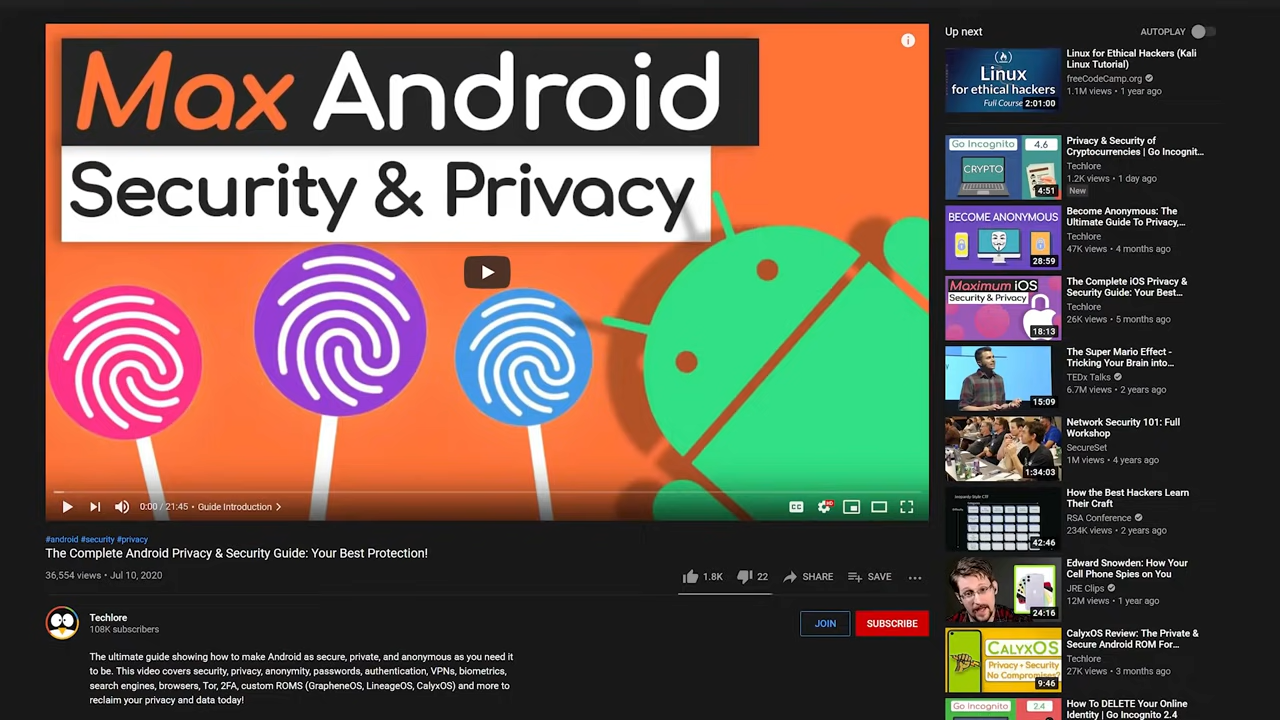 Max Android
Security & Privacy
0:00 / 21:45 • Guide Introduction >
CC
HD
#android #security #privacy
The Complete Android Privacy & Security Guide: Your Best Protection!
36,554 views • Jul 10, 2020
1.8K
22
SHARE
SAVE
Techlore
108K subscribers
JOIN
SUBSCRIBE
The ultimate guide showing how to make Android as secure, private, and anonymous as you need it
to be. This video covers security, privacy, anonymity, passwords, authentication, VPNs, biometrics,
search engines, browsers, Tor, 2FA, custom ROMS (GrapheneOS, LineageOS, CalyxOS) and more to
reclaim your privacy and data today!
Up next
AUTOPLAY
Linux
for ethical hackers
Full Course
2:01:00
Linux for Ethical Hackers (Kali
Linux Tutorial)
freeCodeCamp.org
1.1M views • 1 year ago
Go Incognito
4.6
CRYPTO
4:51
Privacy & Security of
Cryptocurrencies | Go Incognit...
Techlore
1.2K views • 1 day ago
New
BECOME ANONYMOUS
28:59
Become Anonymous: The
Ultimate Guide To Privacy,...
Techlore
47K views • 4 months ago
Maximum iOS
Security & Privacy
18:13
The Complete iOS Privacy &
Security Guide: Your Best...
Techlore
26K views • 5 months ago
15:09
The Super Mario Effect -
Tricking Your Brain into...
TEDx Talks
6.7M views • 2 years ago
1:34:03
Network Security 101: Full
Workshop
SecureSet
1M views • 4 years ago
Jeopardy Style CTF
42:46
How the Best Hackers Learn
Their Craft
RSA Conference
234K views • 2 years ago
24:16
Edward Snowden: How Your
Cell Phone Spies on You
JRE Clips
12M views • 1 year ago
CALYXOS
Privacy + Security
No Compromises?
9:46
CalyxOS Review: The Private &
Secure Android ROM For...
Techlore
27K views • 3 months ago
Go Incognito
2.4
How To DELETE Your Online
Identity | Go Incognito 2.4